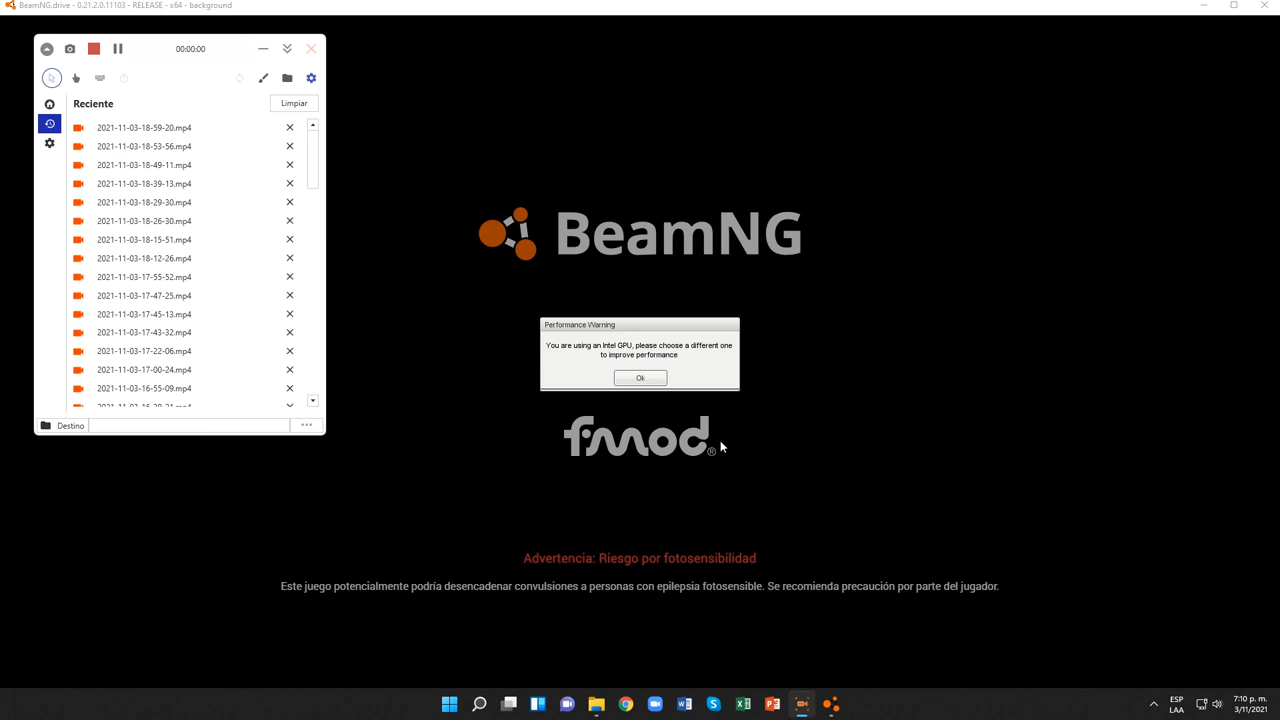 BeamNG.drive - 0.21.2.0.11103 - RELEASE - x64 - background
00:00:00
Reciente
Limpiar
2021-11-03-18-59-20.mp4
2021-11-03-18-53-56.mp4
2021-11-03-18-49-11.mp4
2021-11-03-18-39-13.mp4
2021-11-03-18-29-30.mp4
2021-11-03-18-26-30.mp4
2021-11-03-18-15-51.mp4
2021-11-03-18-12-26.mp4
2021-11-03-17-55-52.mp4
2021-11-03-17-47-25.mp4
2021-11-03-17-45-13.mp4
2021-11-03-17-43-32.mp4
2021-11-03-17-22-06.mp4
2021-11-03-17-00-24.mp4
2021-11-03-16-55-09.mp4
Destino
BeamNG
Performance Warning
You are using an Intel GPU, please choose a different one
to improve performance
Ok
fmod®
Advertencia: Riesgo por fotosensibilidad
Este juego potencialmente podría desencadenar convulsiones a personas con epilepsia fotosensible. Se recomienda precaución por parte del jugador.
ESP
LAA
7:10 p. m.
3/11/2021